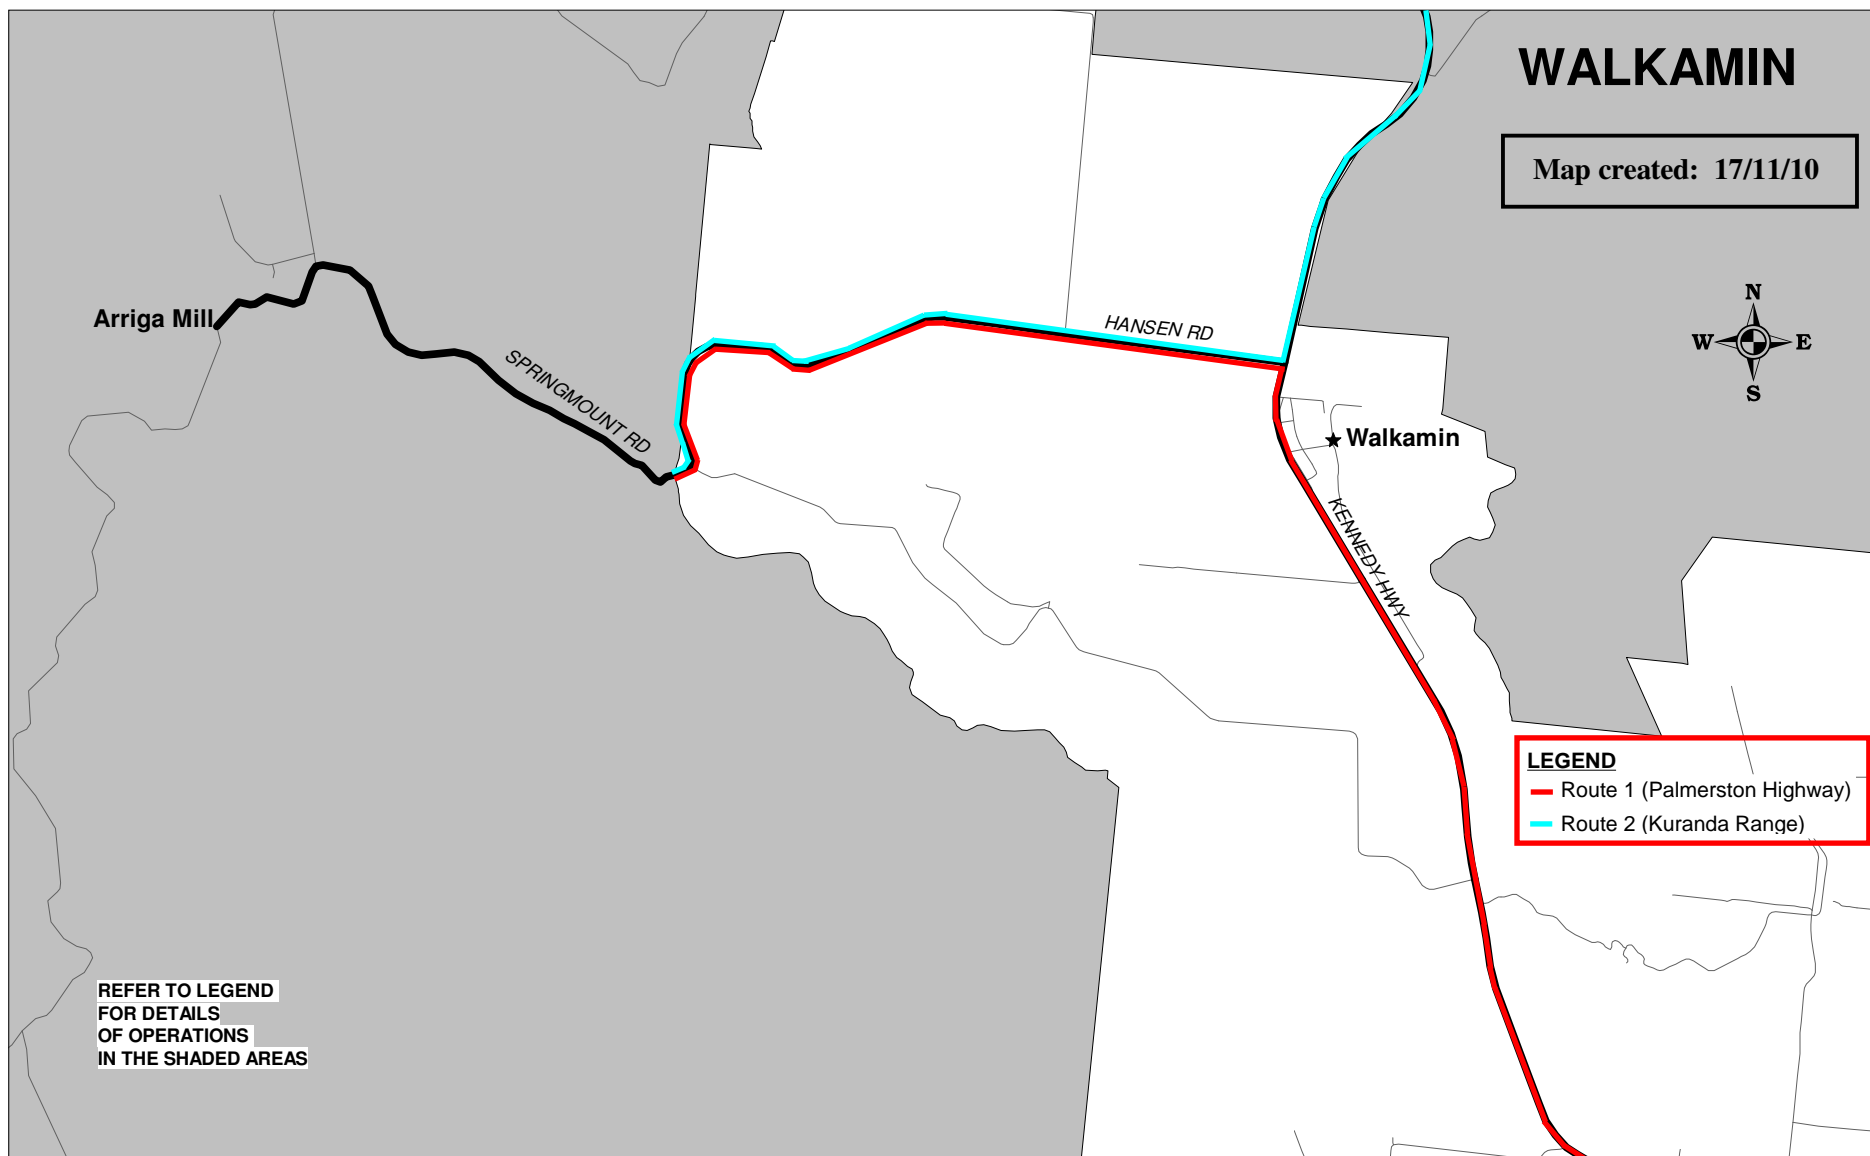 WALKAMIN
Map created: 17/11/10
N
W E
S
Arriga Mill
SPRINGMOUNT RD
HANSEN RD
Walkamin
KENNEDY HWY
LEGEND
Route 1 (Palmerston Highway)
Route 2 (Kuranda Range)
REFER TO LEGEND
FOR DETAILS
OF OPERATIONS
IN THE SHADED AREAS